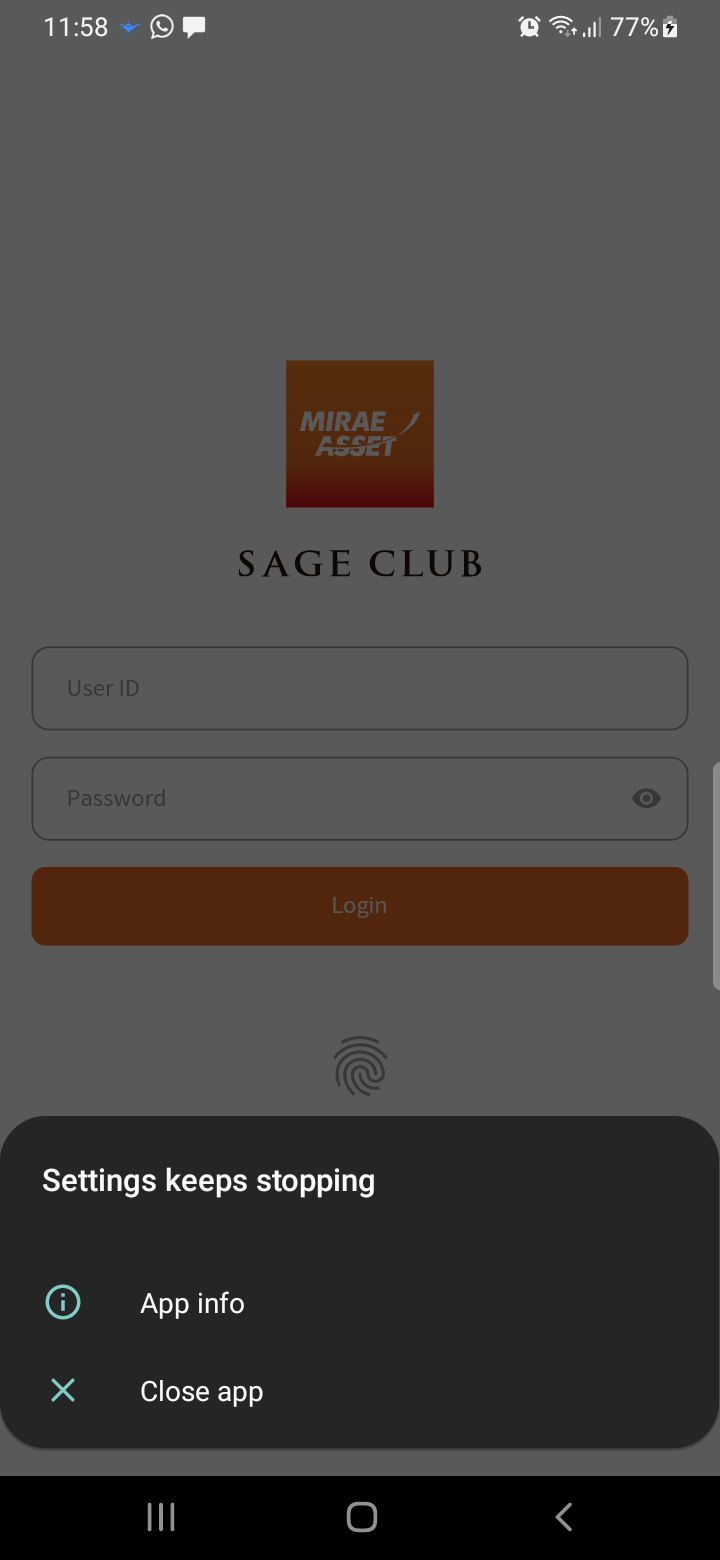 11:58
77%
MIRAE
ASSET
SAGE CLUB
User ID
Password
Login
Settings keeps stopping
App info
Close app